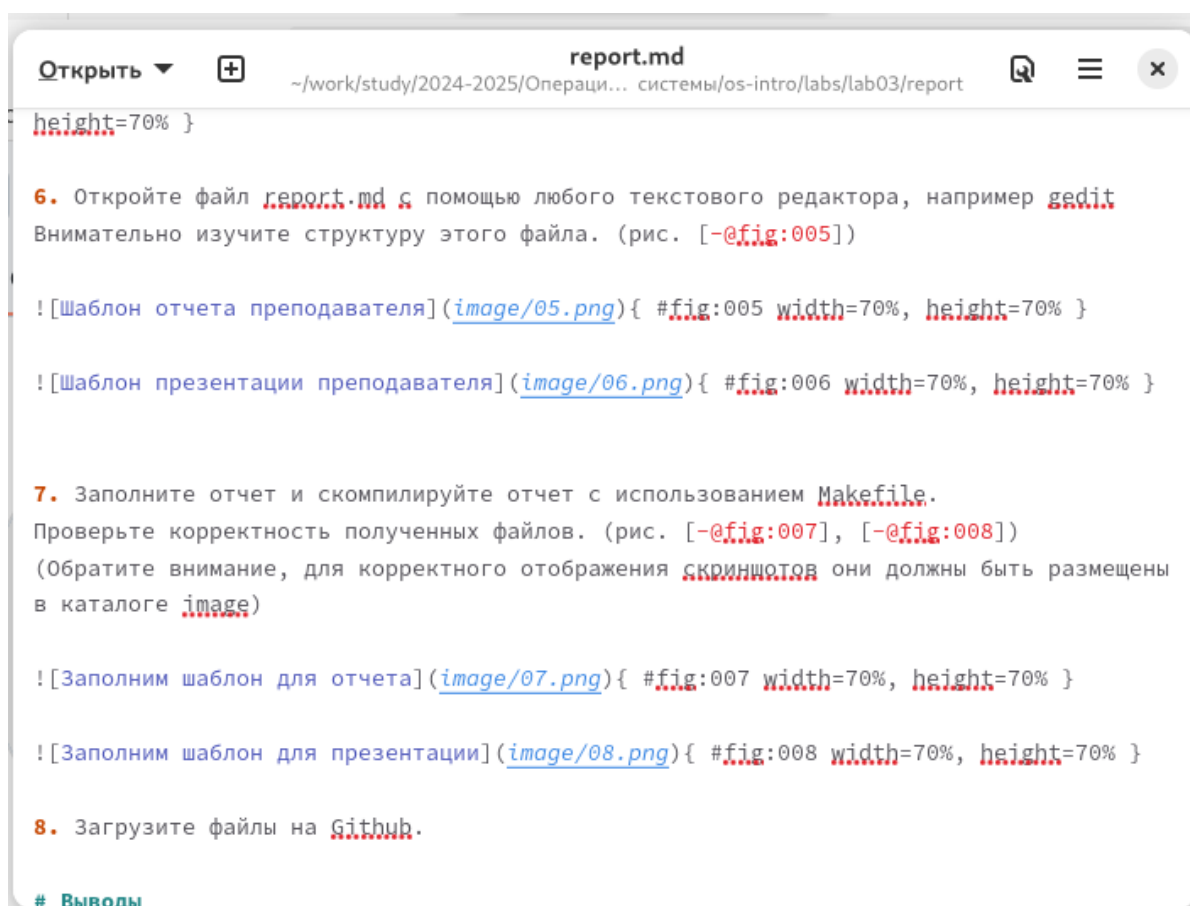 Открыть
report.md
~/work/study/2024-2025/Операци… системы/os-intro/labs/lab03/report
height=70% }
6. Откройте файл report.md с помощью любого текстового редактора, например gedit
Внимательно изучите структуру этого файла. (рис. [-@fig:005])
![Шаблон отчета преподавателя](image/05.png){ #fig:005 width=70%, height=70% }
![Шаблон презентации преподавателя](image/06.png){ #fig:006 width=70%, height=70% }
7. Заполните отчет и скомпилируйте отчет с использованием Makefile.
Проверьте корректность полученных файлов. (рис. [-@fig:007], [-@fig:008])
(Обратите внимание, для корректного отображения скриншотов они должны быть размещены
в каталоге image)
![Заполним шаблон для отчета](image/07.png){ #fig:007 width=70%, height=70% }
![Заполним шаблон для презентации](image/08.png){ #fig:008 width=70%, height=70% }
8. Загрузите файлы на Github.
# Выводы